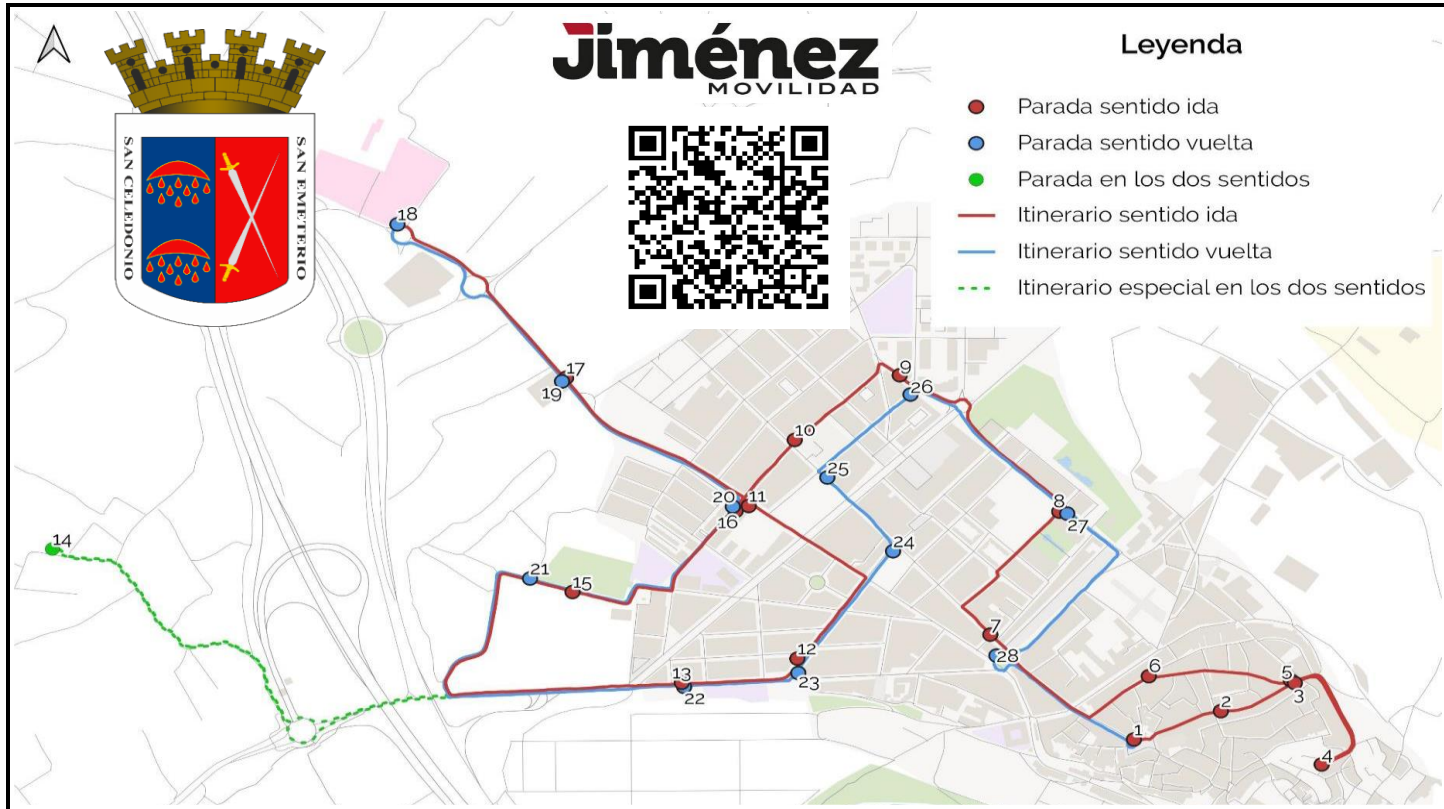 Jiménez
MOVILIDAD
Leyenda
Parada sentido ida
Parada sentido vuelta
Parada en los dos sentidos
Itinerario sentido ida
Itinerario sentido vuelta
Itinerario especial en los dos sentidos
SAN CELEDONIO
SAN EMETERIO
18
17
19
9
26
10
25
20
11
16
8
27
14
24
21
15
7
28
12
23
13
22
6
5
3
2
1
4